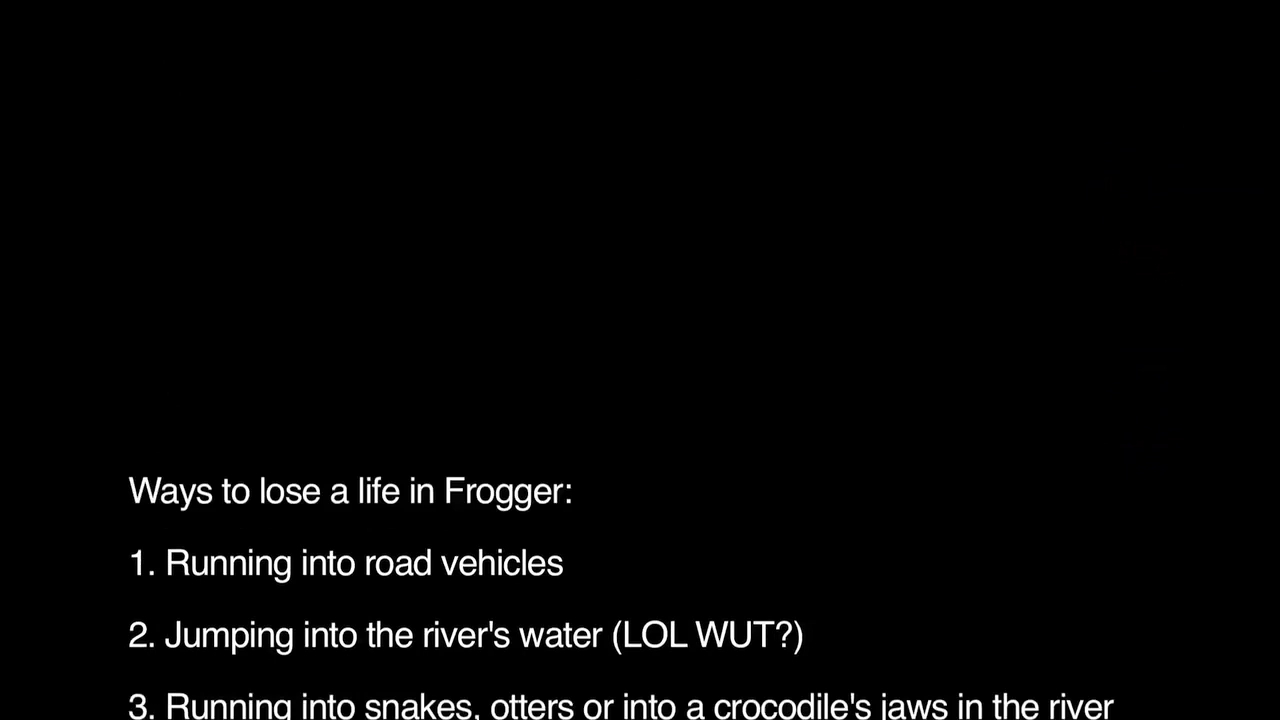 Ways to lose a life in Frogger:
1. Running into road vehicles
2. Jumping into the river's water (LOL WUT?)
3. Running into snakes, otters or into a crocodile's jaws in the river